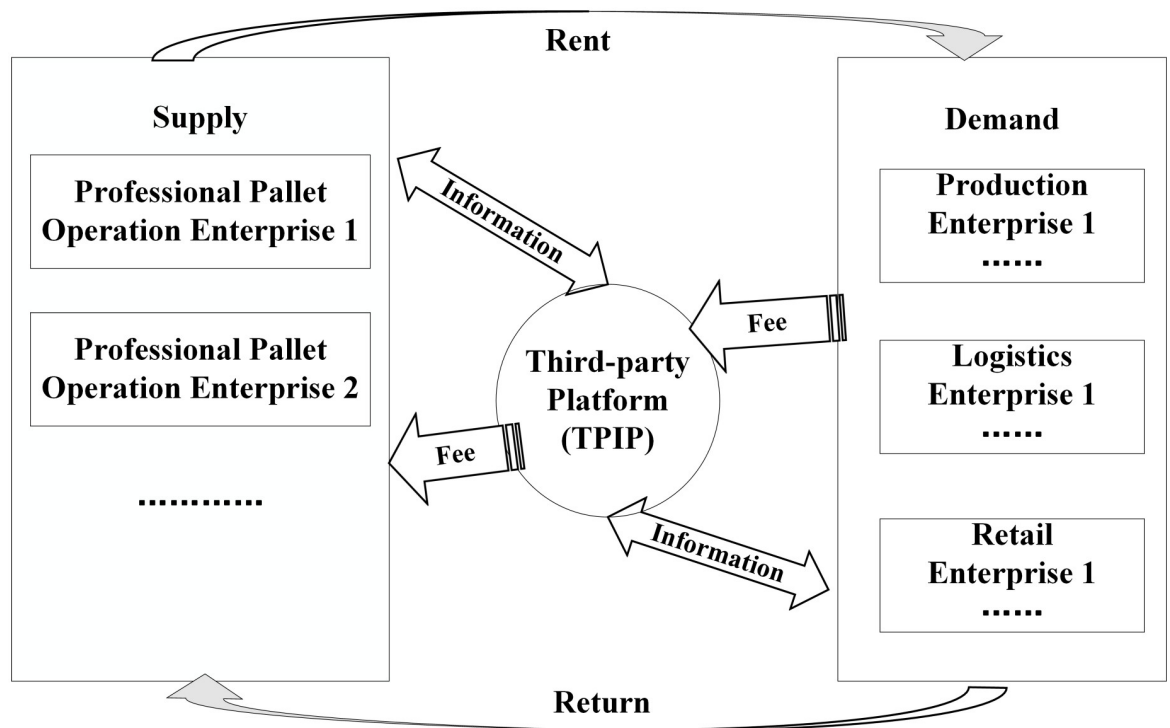 Rent
Supply
Professional Pallet
Operation Enterprise 1
Professional Pallet
Operation Enterprise 2
............
Information
Fee
Third-party
Platform
(TPIP)
Fee
Information
Demand
Production
Enterprise 1
......
Logistics
Enterprise 1
......
Retail
Enterprise 1
......
Return